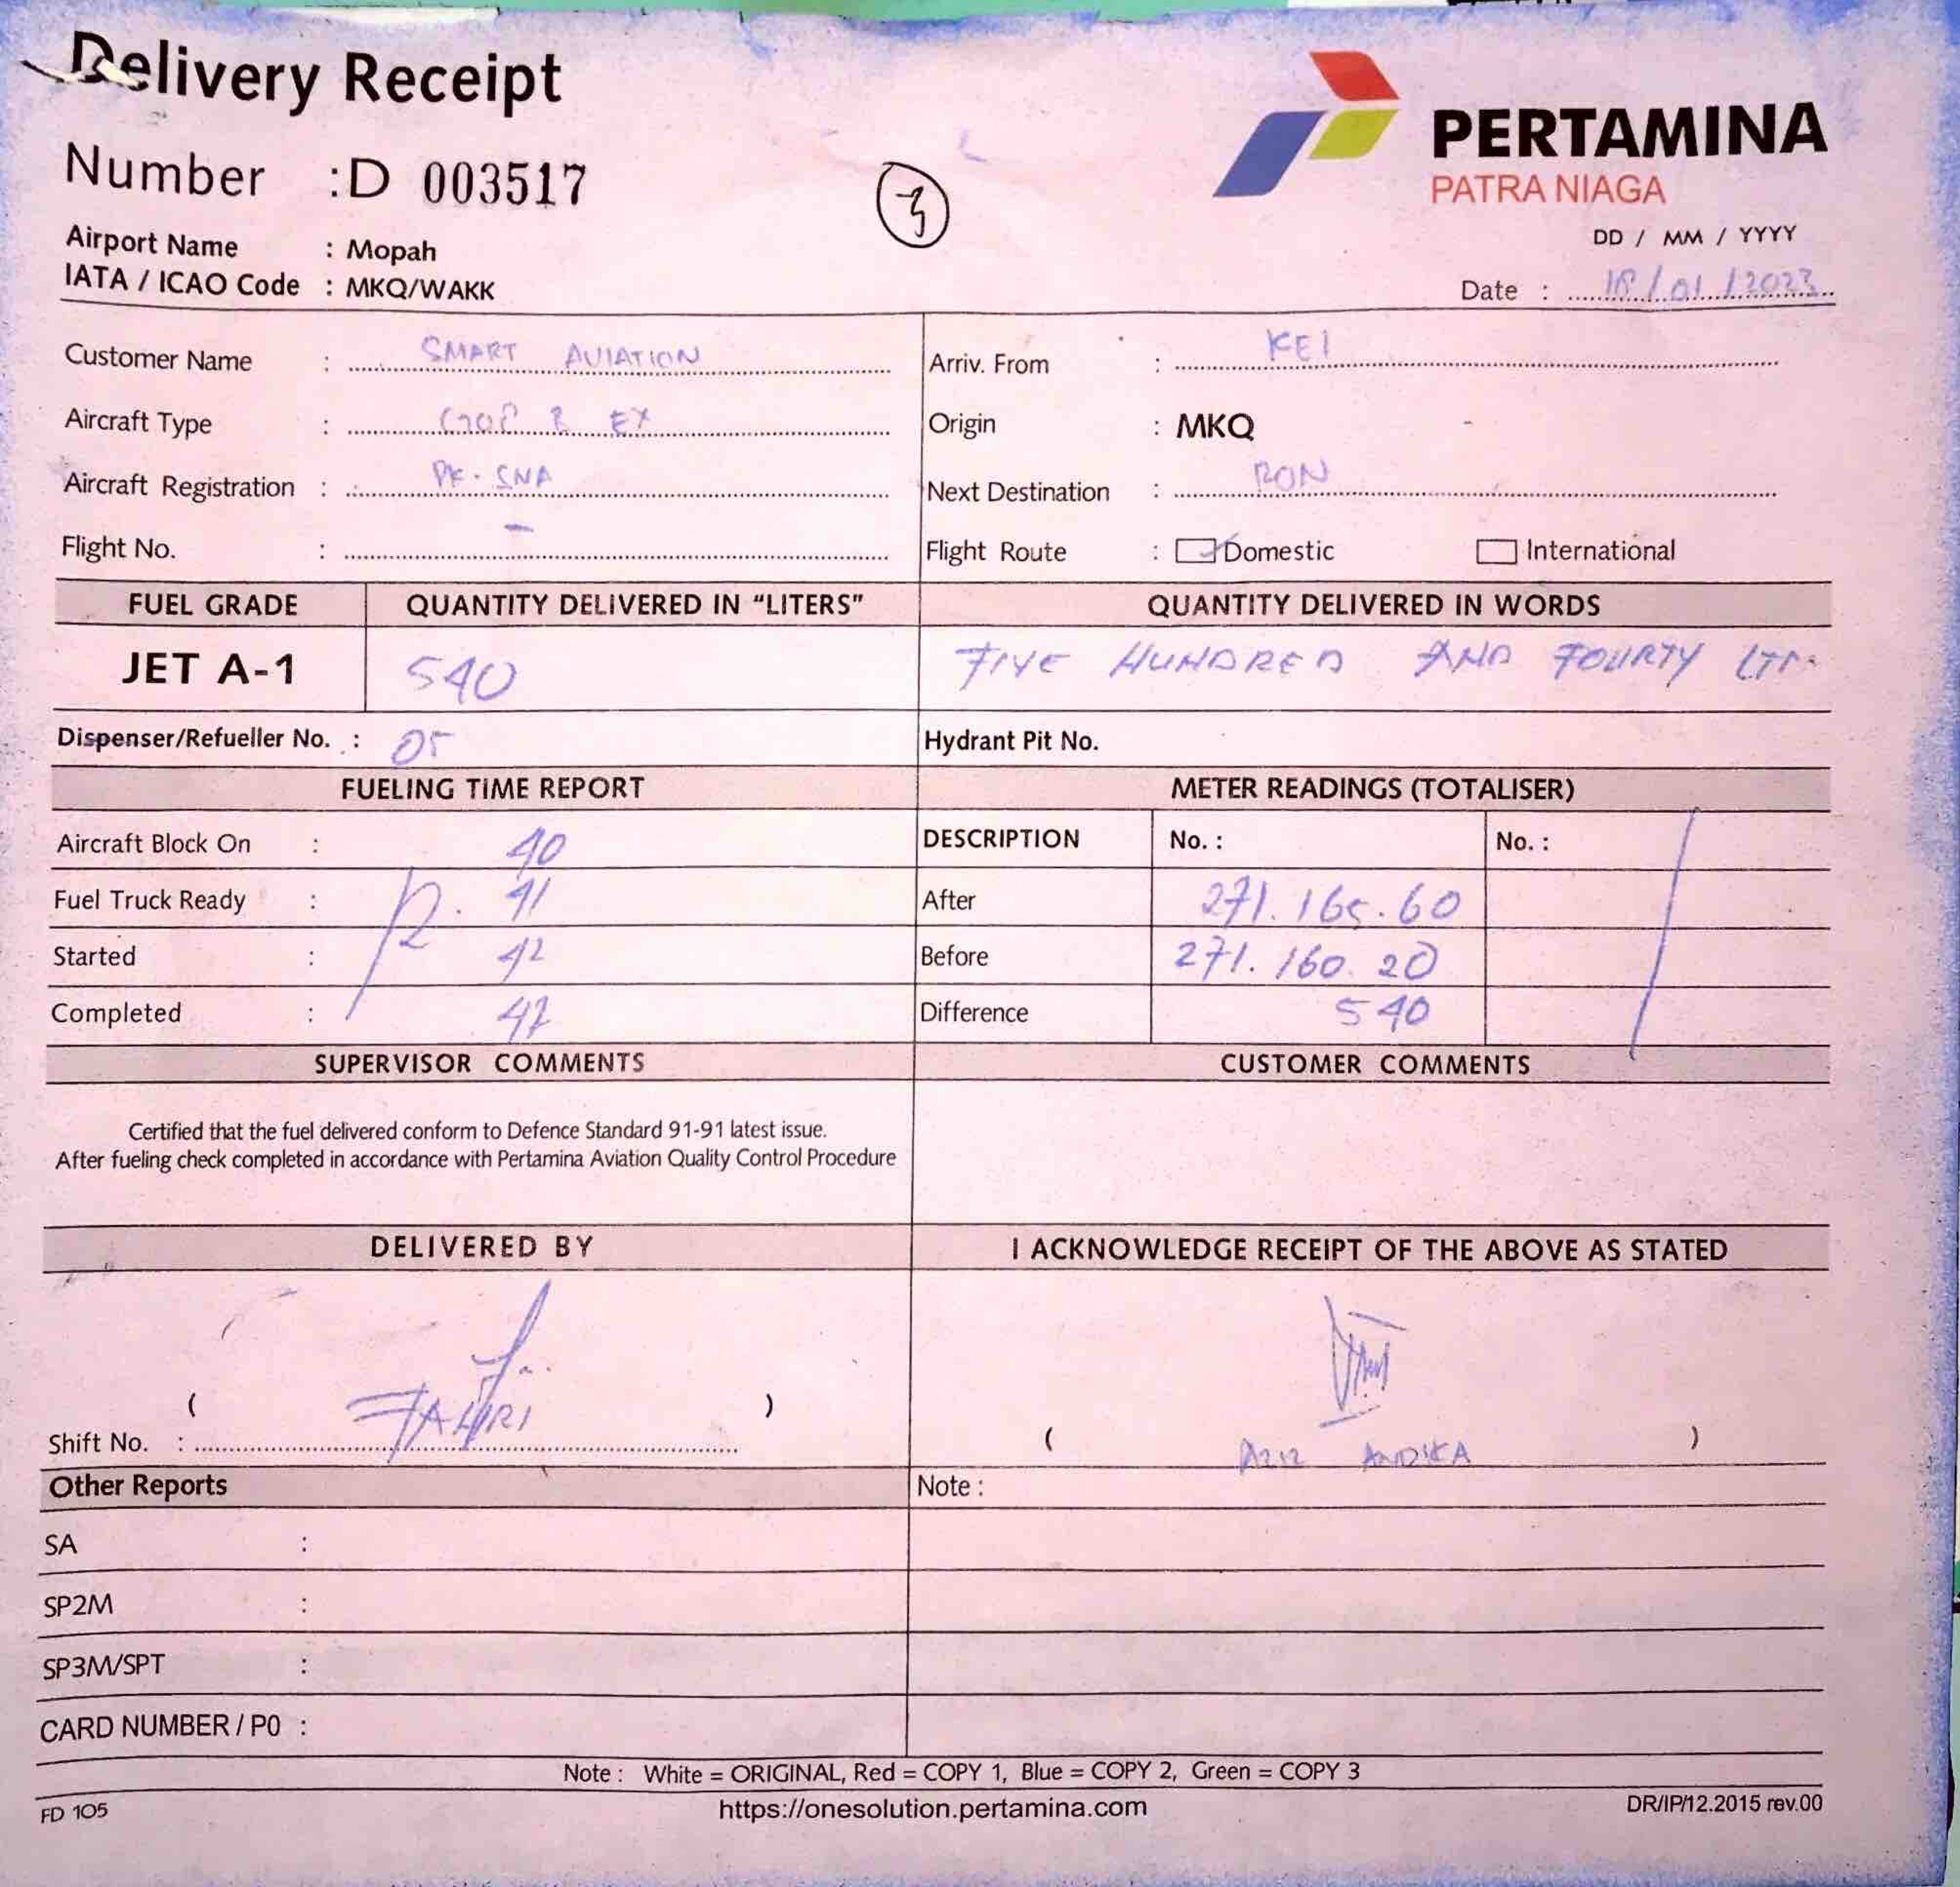 Delivery Receipt
PERTAMINA
PATRA NIAGA
Number :D 003517
3
Airport Name : Mopah
DD / MM / YYYY
IATA / ICAO Code : MKQ/WAKK
Date : 18/01/2023
Customer Name : SMART AVIATION
Arriv. From : KEI
Aircraft Type : EX
Origin : MKQ
Aircraft Registration : PK-SNA
Next Destination : RON
Flight No. : -
Flight Route : Domestic International
FUEL GRADE QUANTITY DELIVERED IN "LITERS" QUANTITY DELIVERED IN WORDS
JET A-1 540 FIVE HUNDRED AND FOURTY LTR.
Dispenser/Refueller No. : 05 Hydrant Pit No.
FUELING TIME REPORT METER READINGS (TOTALISER)
Aircraft Block On : 40 DESCRIPTION No. : No. :
Fuel Truck Ready : 41 After 271.165.60
Started : 42 Before 271.160.20
Completed : 47 Difference 540
SUPERVISOR COMMENTS CUSTOMER COMMENTS
Certified that the fuel delivered conform to Defence Standard 91-91 latest issue.
After fueling check completed in accordance with Pertamina Aviation Quality Control Procedure
DELIVERED BY I ACKNOWLEDGE RECEIPT OF THE ABOVE AS STATED
( FAHRI )
Shift No. :
( AZIZ ANDIKA )
Other Reports Note :
SA :
SP2M :
SP3M/SPT :
CARD NUMBER / P0 :
Note : White = ORIGINAL, Red = COPY 1, Blue = COPY 2, Green = COPY 3
FD 105 https://onesolution.pertamina.com DR/IP/12.2015 rev.00